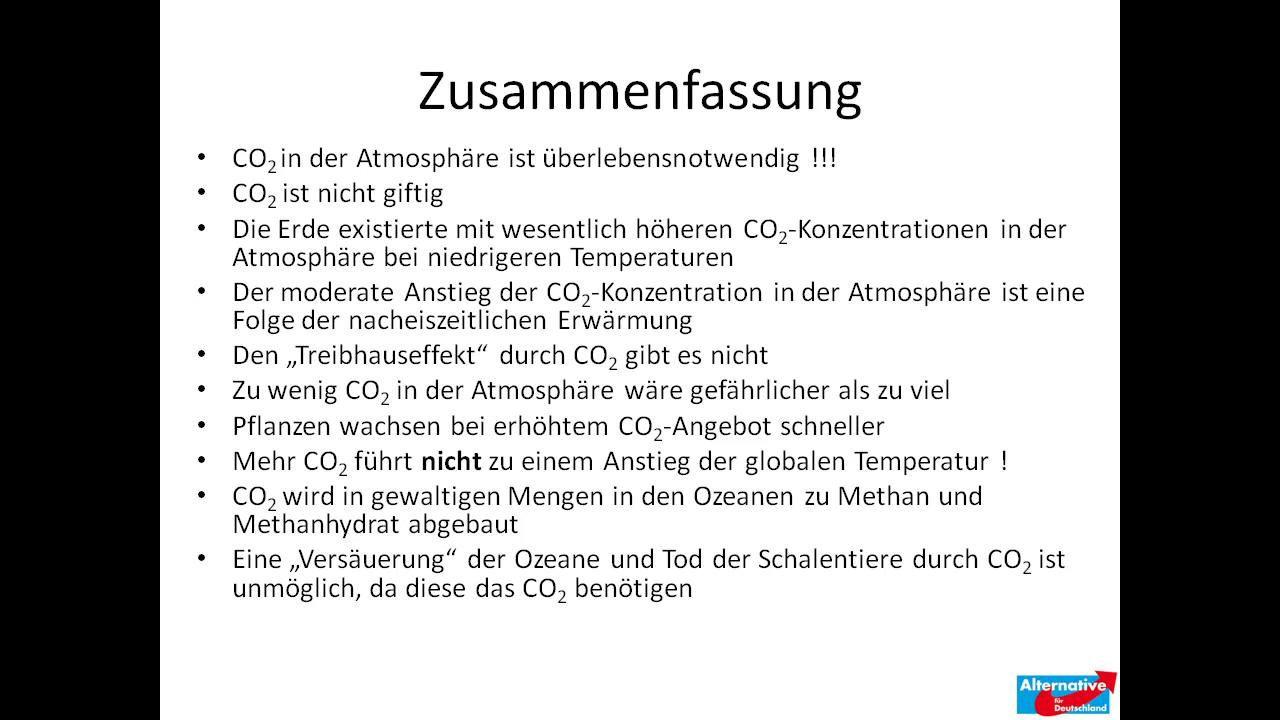 Zusammenfassung
• CO₂ in der Atmosphäre ist überlebensnotwendig !!!
• CO₂ ist nicht giftig
• Die Erde existierte mit wesentlich höheren CO₂-Konzentrationen in der
Atmosphäre bei niedrigeren Temperaturen
• Der moderate Anstieg der CO₂-Konzentration in der Atmosphäre ist eine
Folge der nacheiszeitlichen Erwärmung
• Den „Treibhauseffekt“ durch CO₂ gibt es nicht
• Zu wenig CO₂ in der Atmosphäre wäre gefährlicher als zu viel
• Pflanzen wachsen bei erhöhtem CO₂-Angebot schneller
• Mehr CO₂ führt nicht zu einem Anstieg der globalen Temperatur !
• CO₂ wird in gewaltigen Mengen in den Ozeanen zu Methan und
Methanhydrat abgebaut
• Eine „Versäuerung“ der Ozeane und Tod der Schalentiere durch CO₂ ist
unmöglich, da diese das CO₂ benötigen
Alternative
für
Deutschland